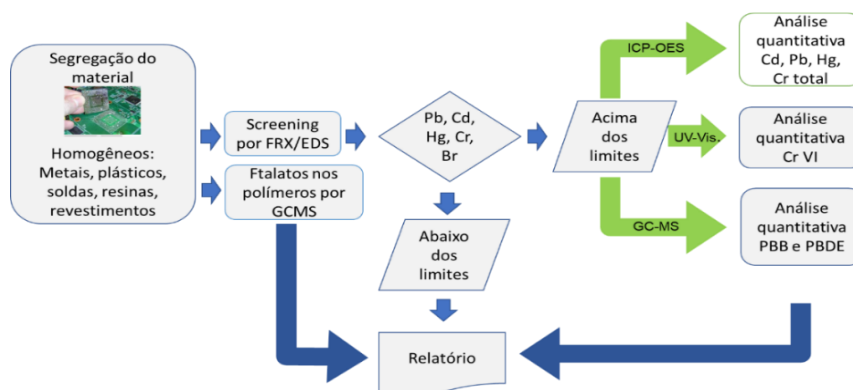 Segregação do
material
Homogêneos:
Metais, plásticos,
soldas, resinas,
revestimentos
Screening
por FRX/EDS
Ftalatos nos
polímeros por
GCMS
Pb, Cd,
Hg, Cr,
Br
Abaixo
dos
limites
Relatório
Acima
dos
limites
ICP-OES
UV-Vis.
GC-MS
Análise
quantitativa
Cd, Pb, Hg,
Cr total
Análise
quantitativa
Cr VI
Análise
quantitativa
PBB e PBDE